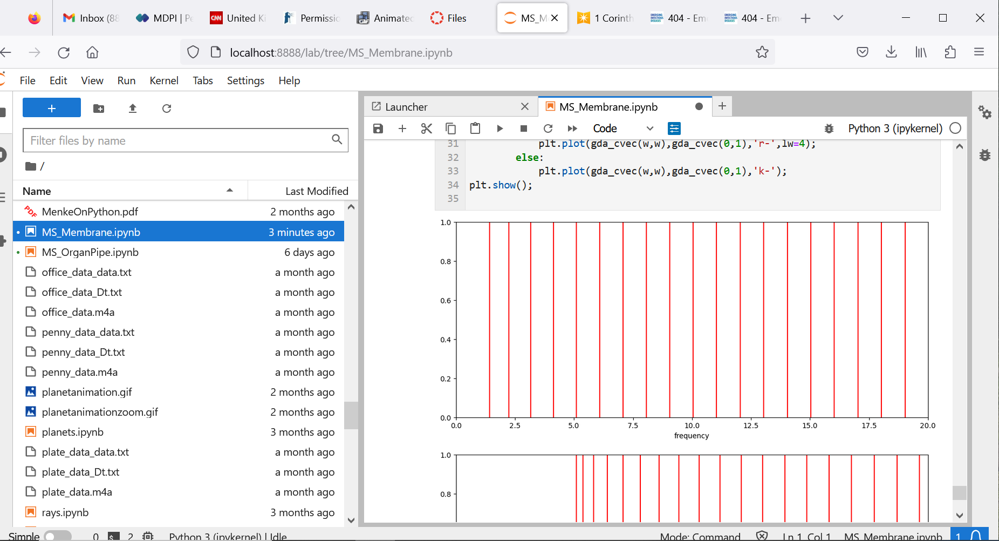 Inbox (88
MDPI | Pe
CNN United Ki
Permissio
Animated
Files
MS_M
1 Corinth
404 - Em
404 - Em
localhost:8888/lab/tree/MS_Membrane.ipynb
File Edit View Run Kernel Tabs Settings Help
Filter files by name
/
Name Last Modified
MenkeOnPython.pdf 2 months ago
MS_Membrane.ipynb 3 minutes ago
MS_OrganPipe.ipynb 6 days ago
office_data_data.txt a month ago
office_data_Dt.txt a month ago
office_data.m4a a month ago
penny_data_data.txt a month ago
penny_data_Dt.txt a month ago
penny_data.m4a a month ago
planetanimation.gif 2 months ago
planetanimationzoom.gif 2 months ago
planets.ipynb 3 months ago
plate_data_data.txt a month ago
plate_data_Dt.txt a month ago
plate_data.m4a a month ago
rays.ipynb 3 months ago
Launcher
MS_Membrane.ipynb
Code
Python 3 (ipykernel)
31 plt.plot(gda_cvec(w,w),gda_cvec(0,1),'r-',lw=4);
32 else:
33 plt.plot(gda_cvec(w,w),gda_cvec(0,1),'k-');
34 plt.show();
35
1.0
0.8
0.6
0.4
0.2
0.0
0.0 2.5 5.0 7.5 10.0 12.5 15.0 17.5 20.0
frequency
1.0
0.8
Simple 0 2 Python 3 (ipykernel) | Idle
Mode: Command Ln 1, Col 1 MS_Membrane.ipynb 1